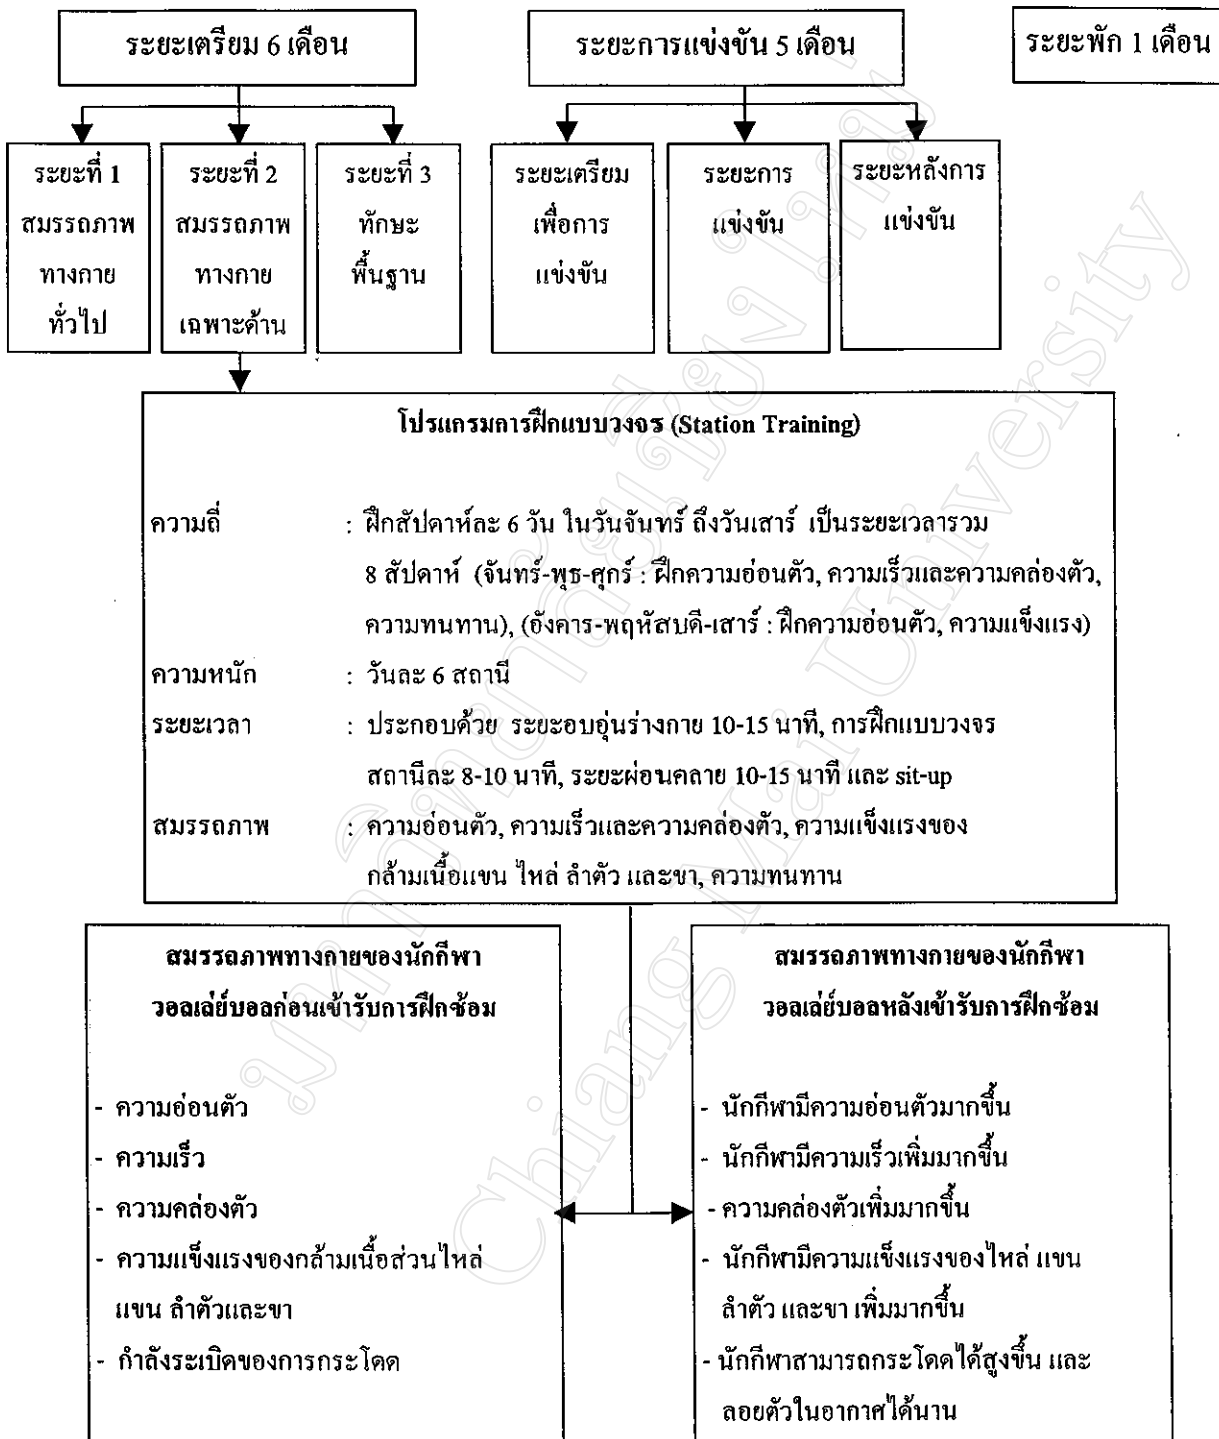 ระยะเตรียม 6 เดือน
ระยะการแข่งขัน 5 เดือน
ระยะพัก 1 เดือน
ระยะที่ 1
สมรรถภาพ
ทางกาย
ทั่วไป
ระยะที่ 2
สมรรถภาพ
ทางกาย
เฉพาะด้าน
ระยะที่ 3
ทักษะ
พื้นฐาน
ระยะเตรียม
เพื่อการ
แข่งขัน
ระยะการ
แข่งขัน
ระยะหลังการ
แข่งขัน
โปรแกรมการฝึกแบบวงจร (Station Training)
ความถี่ : ฝึกสัปดาห์ละ 6 วัน ในวันจันทร์ ถึงวันเสาร์ เป็นระยะเวลารวม
8 สัปดาห์ (จันทร์-พุธ-ศุกร์ : ฝึกความอ่อนตัว, ความเร็วและความคล่องตัว,
ความทนทาน), (อังคาร-พฤหัสบดี-เสาร์ : ฝึกความอ่อนตัว, ความแข็งแรง)
ความหนัก : วันละ 6 สถานี
ระยะเวลา : ประกอบด้วย ระยะอบอุ่นร่างกาย 10-15 นาที, การฝึกแบบวงจร
สถานีละ 8-10 นาที, ระยะผ่อนคลาย 10-15 นาที และ sit-up
สมรรถภาพ : ความอ่อนตัว, ความเร็วและความคล่องตัว, ความแข็งแรงของ
กล้ามเนื้อแขน ไหล่ ลำตัว และขา, ความทนทาน
สมรรถภาพทางกายของนักกีฬา
วอลเล่ย์บอลก่อนเข้ารับการฝึกซ้อม
- ความอ่อนตัว
- ความเร็ว
- ความคล่องตัว
- ความแข็งแรงของกล้ามเนื้อส่วนไหล่
แขน ลำตัวและขา
- กำลังระเบิดของการกระโดด
สมรรถภาพทางกายของนักกีฬา
วอลเล่ย์บอลหลังเข้ารับการฝึกซ้อม
- นักกีฬามีความอ่อนตัวมากขึ้น
- นักกีฬามีความเร็วเพิ่มมากขึ้น
- ความคล่องตัวเพิ่มมากขึ้น
- นักกีฬามีความแข็งแรงของไหล่ แขน
ลำตัว และขา เพิ่มมากขึ้น
- นักกีฬาสามารถกระโดดได้สูงขึ้น และ
ลอยตัวในอากาศได้นาน
มหาวิทยาลัยเชียงใหม่
Chiang Mai University